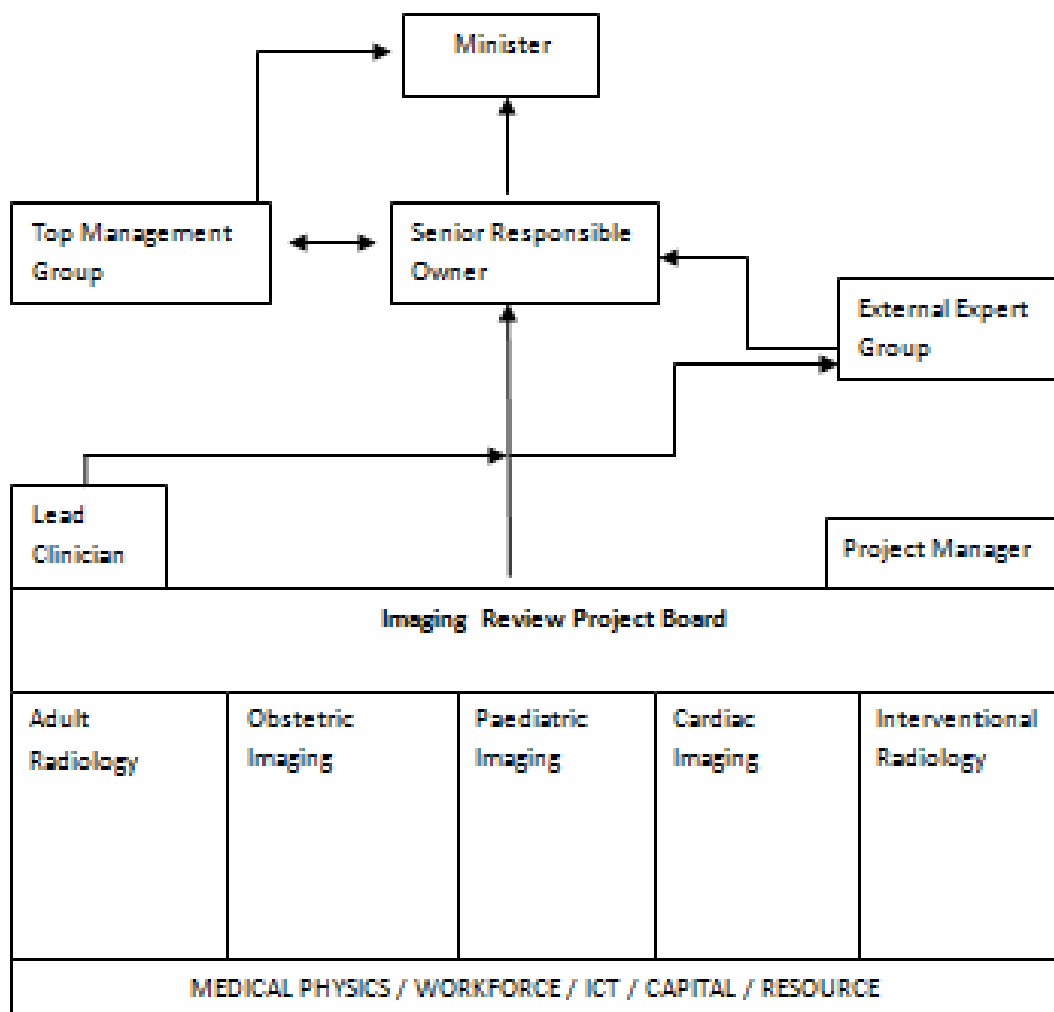 Minister
Top Management
Group
Senior Responsible
Owner
External Expert
Group
Lead
Clinician
Project Manager
Imaging Review Project Board
Adult
Radiology
Obstetric
Imaging
Paediatric
Imaging
Cardiac
Imaging
Interventional
Radiology
MEDICAL PHYSICS / WORKFORCE / ICT / CAPITAL / RESOURCE